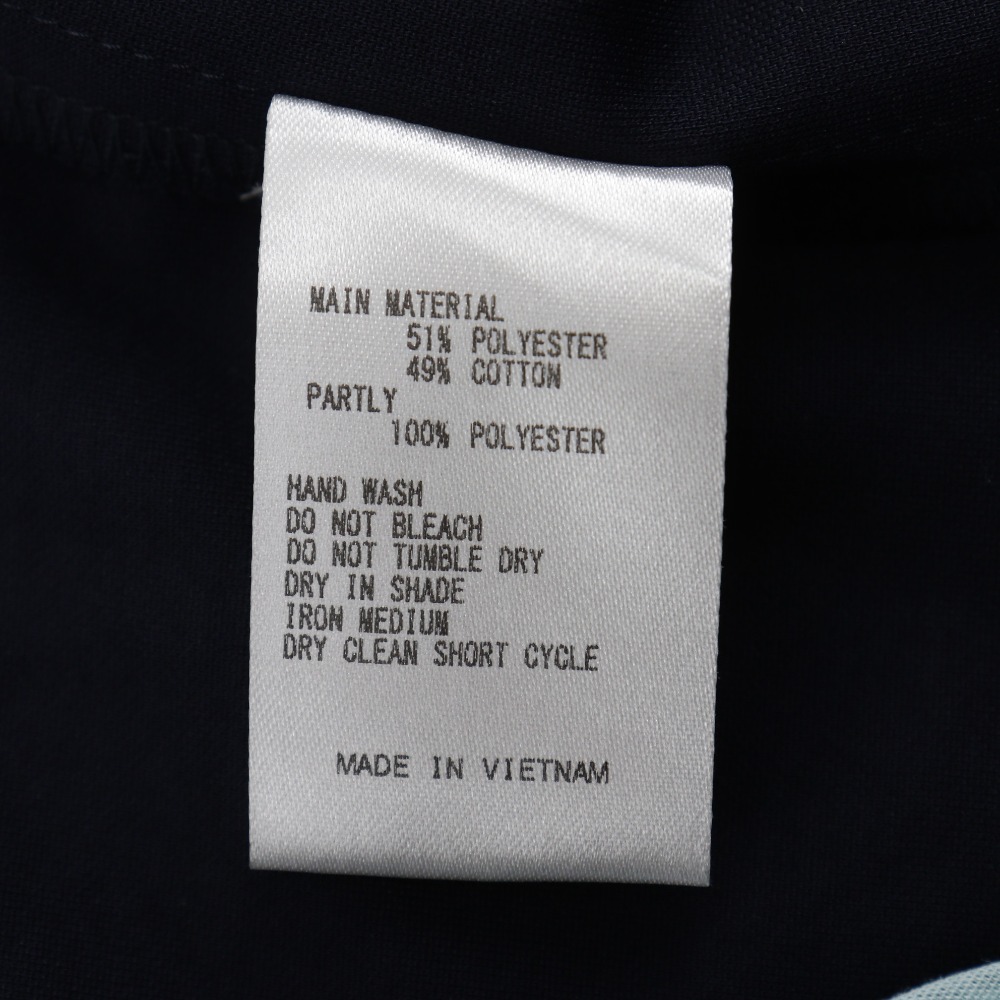 MAIN MATERIAL
51% POLYESTER
49% COTTON
PARTLY
100% POLYESTER
HAND WASH
DO NOT BLEACH
DO NOT TUMBLE DRY
DRY IN SHADE
IRON MEDIUM
DRY CLEAN SHORT CYCLE
MADE IN VIETNAM